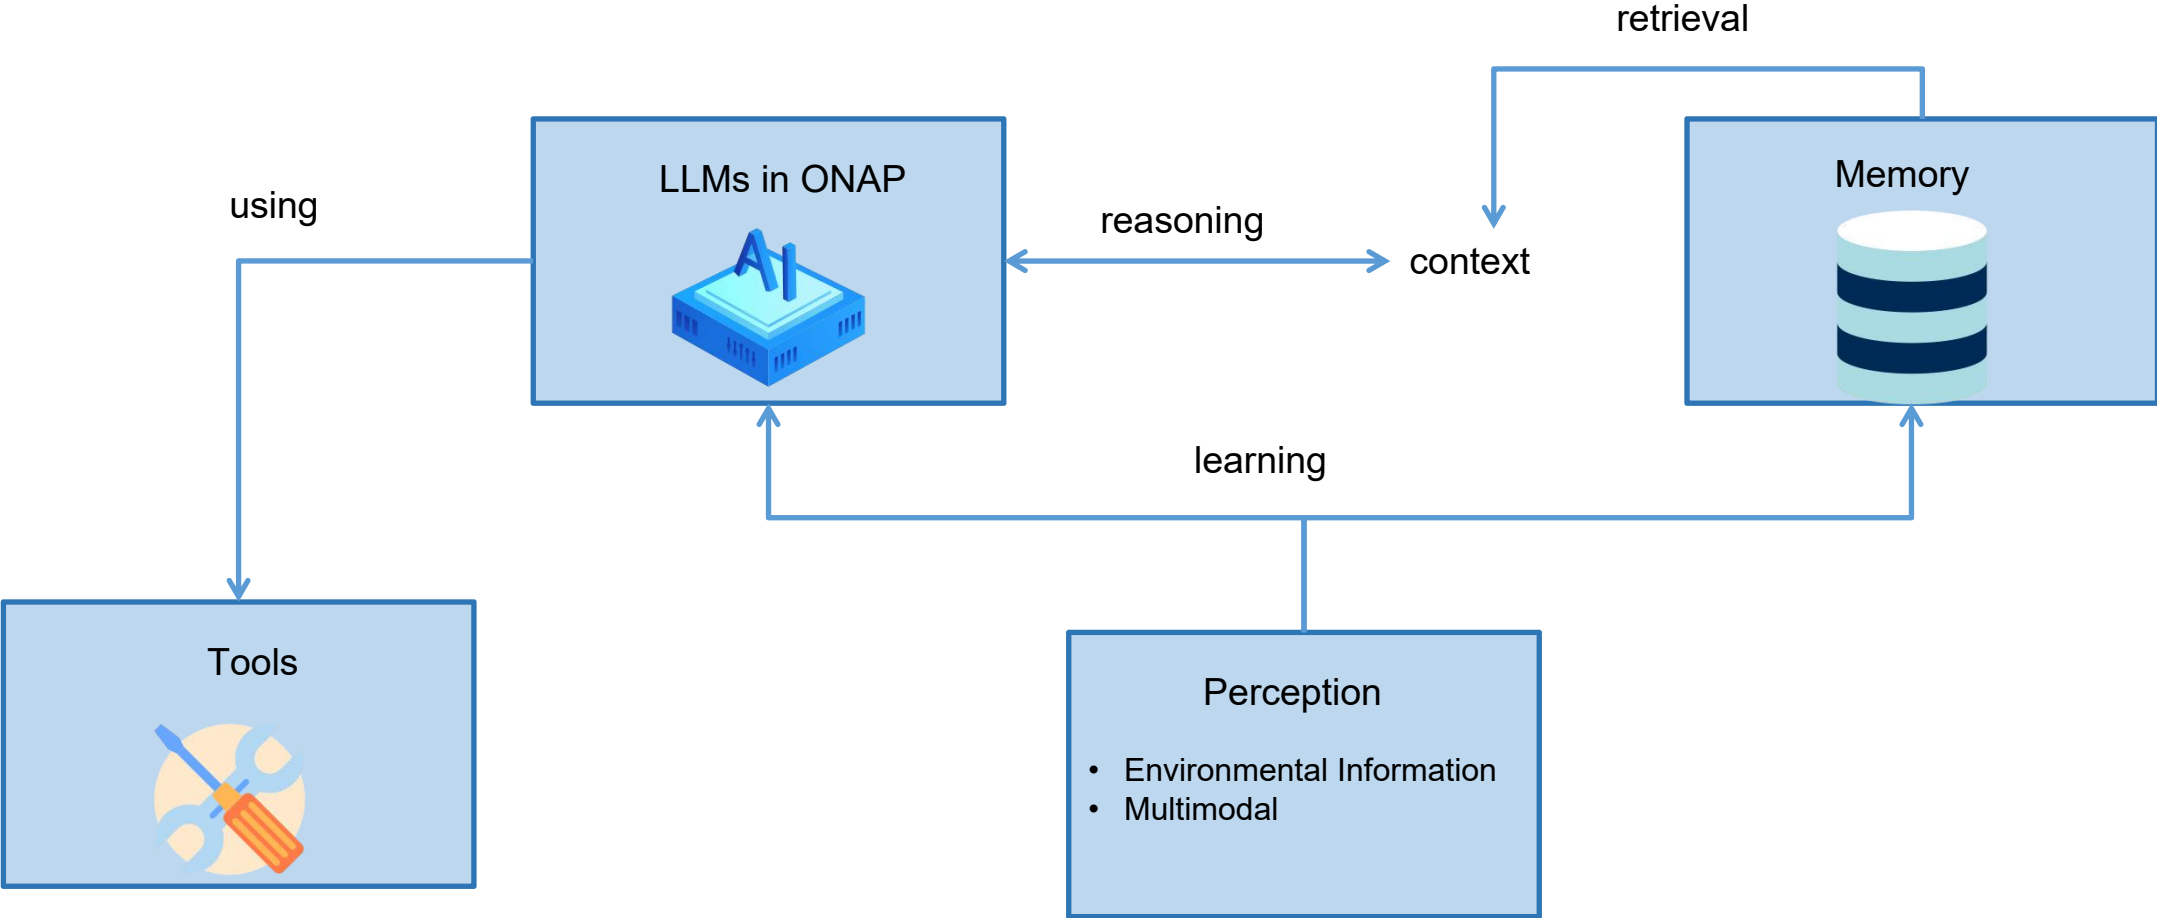 retrieval
LLMs in ONAP
Memory
using
reasoning
context
AI
learning
Tools
Perception
• Environmental Information
• Multimodal